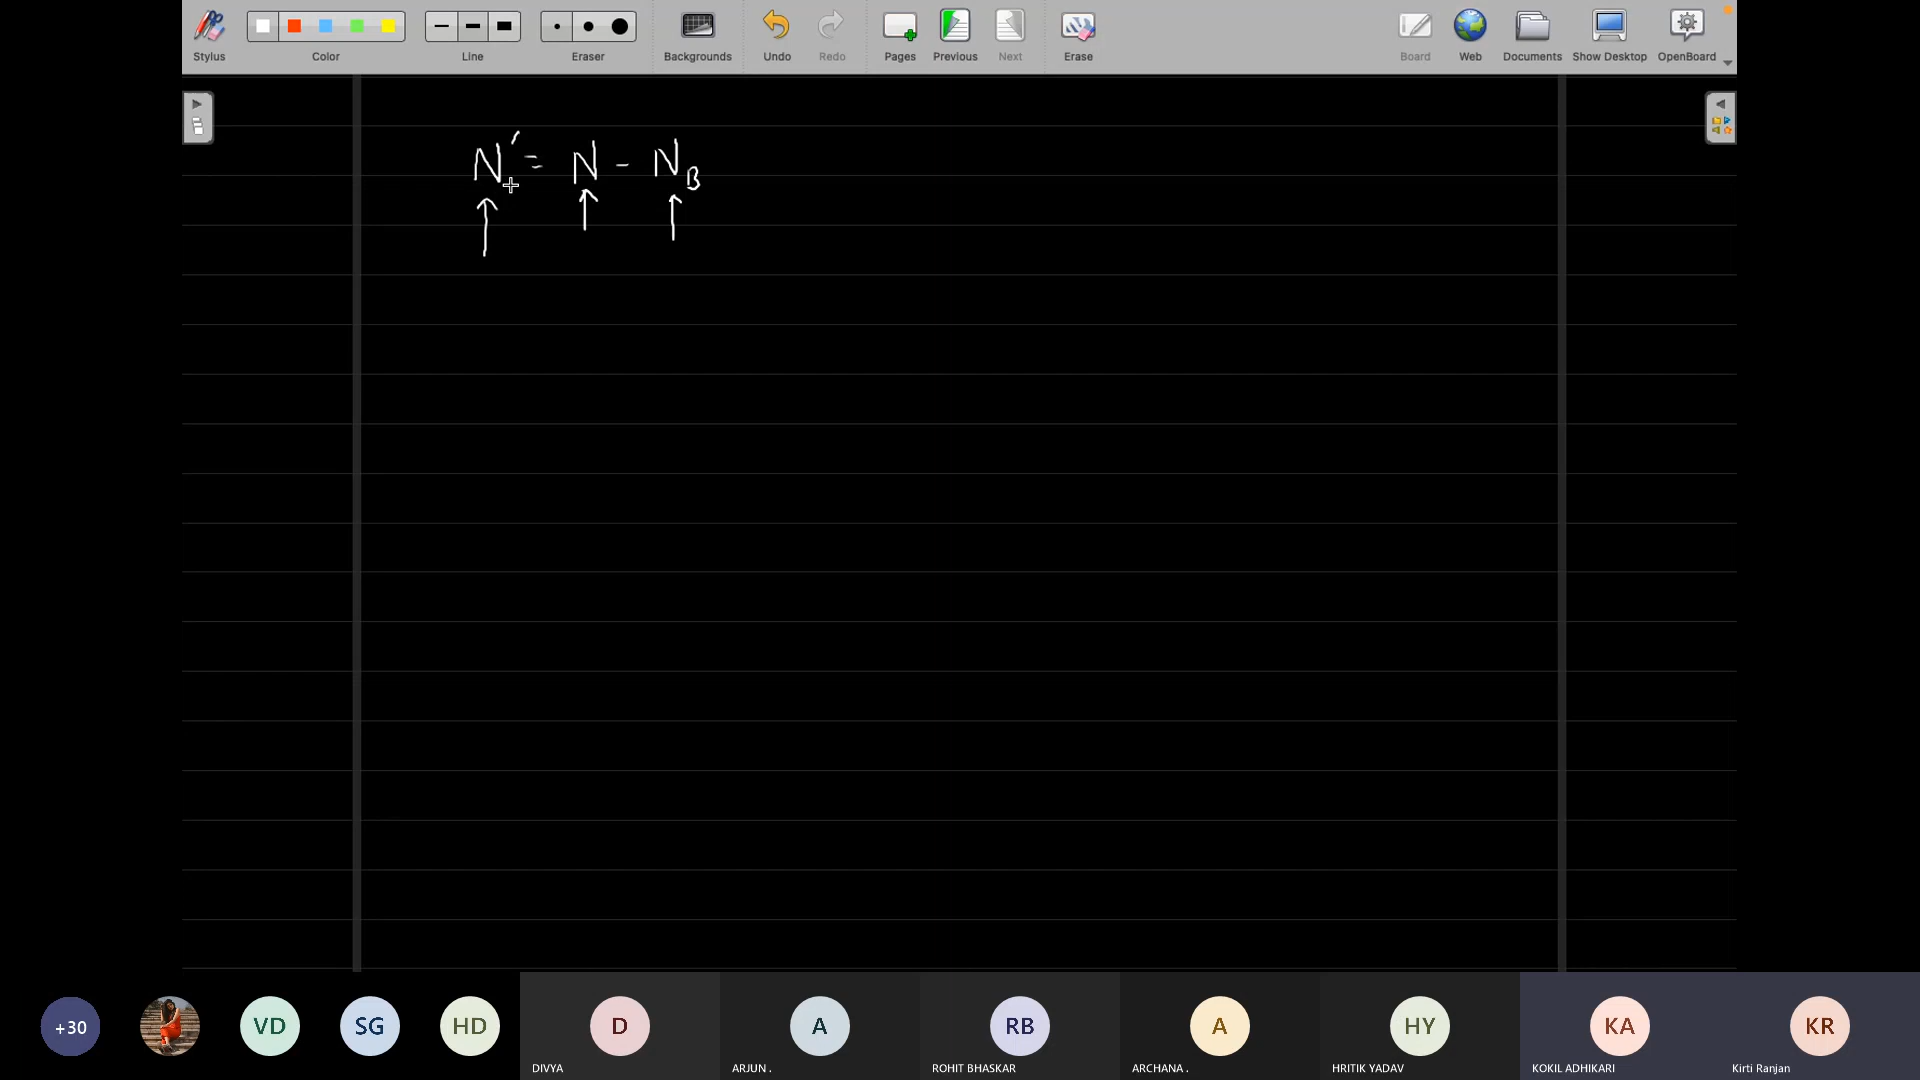 Stylus Color Line Eraser Backgrounds Undo Redo Pages Previous Next Erase Board Web Documents Show Desktop OpenBoard
N′ = N - N_B
+30 VD SG HD D A RB A HY KA KR
DIVYA ARJUN . ROHIT BHASKAR ARCHANA . HRITIK YADAV KOKIL ADHIKARI Kirti Ranjan